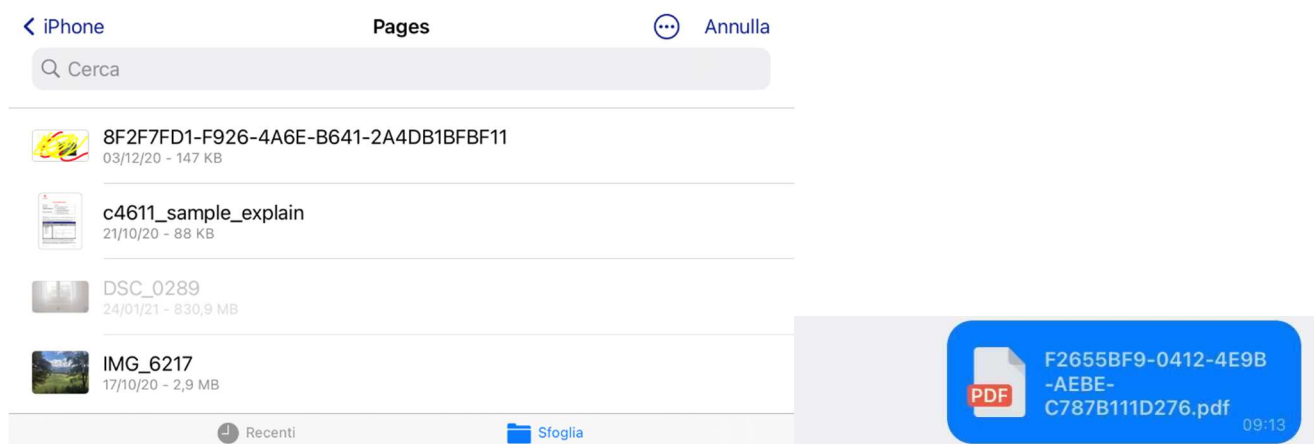 iPhone
Pages
Annulla
Cerca
8F2F7FD1-F926-4A6E-B641-2A4DB1BFBF11
03/12/20 - 147 KB
c4611_sample_explain
21/10/20 - 88 KB
DSC_0289
24/01/21 - 830,9 MB
IMG_6217
17/10/20 - 2,9 MB
Recenti
Sfoglia
PDF
F2655BF9-0412-4E9B
-AEBE-
C787B111D276.pdf
09:13